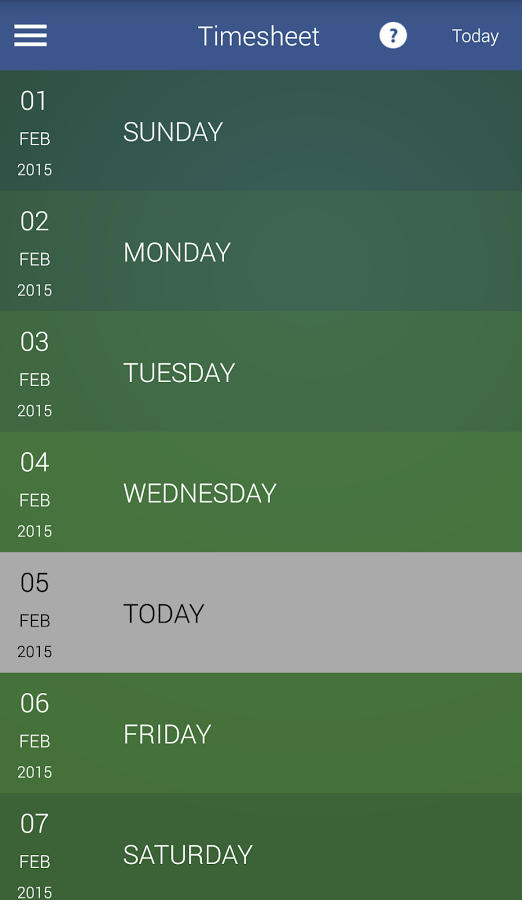 Timesheet ? Today
01
FEB
2015
SUNDAY
02
FEB
2015
MONDAY
03
FEB
2015
TUESDAY
04
FEB
2015
WEDNESDAY
05
FEB
2015
TODAY
06
FEB
2015
FRIDAY
07
FEB
2015
SATURDAY